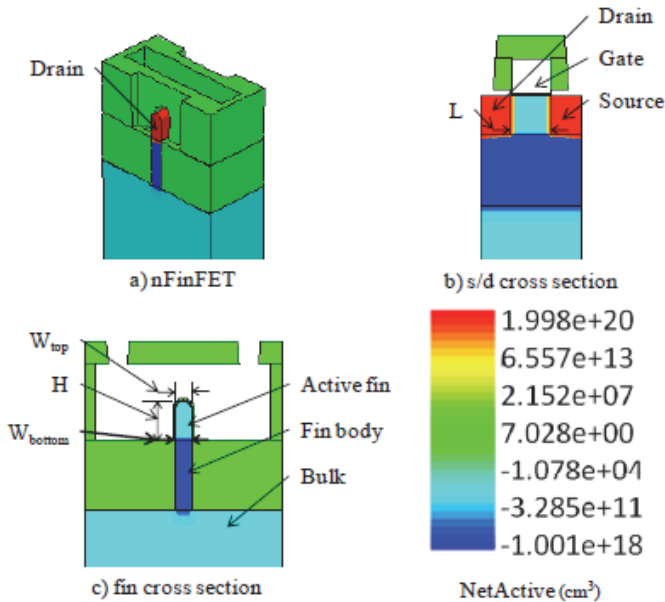 Drain
a) nFinFET
Drain
Gate
L
Source
b) s/d cross section
W_top
H
W_bottom
Active fin
Fin body
Bulk
c) fin cross section
1.998e+20
6.557e+13
2.152e+07
7.028e+00
-1.078e+04
-3.285e+11
-1.001e+18
NetActive (cm³)